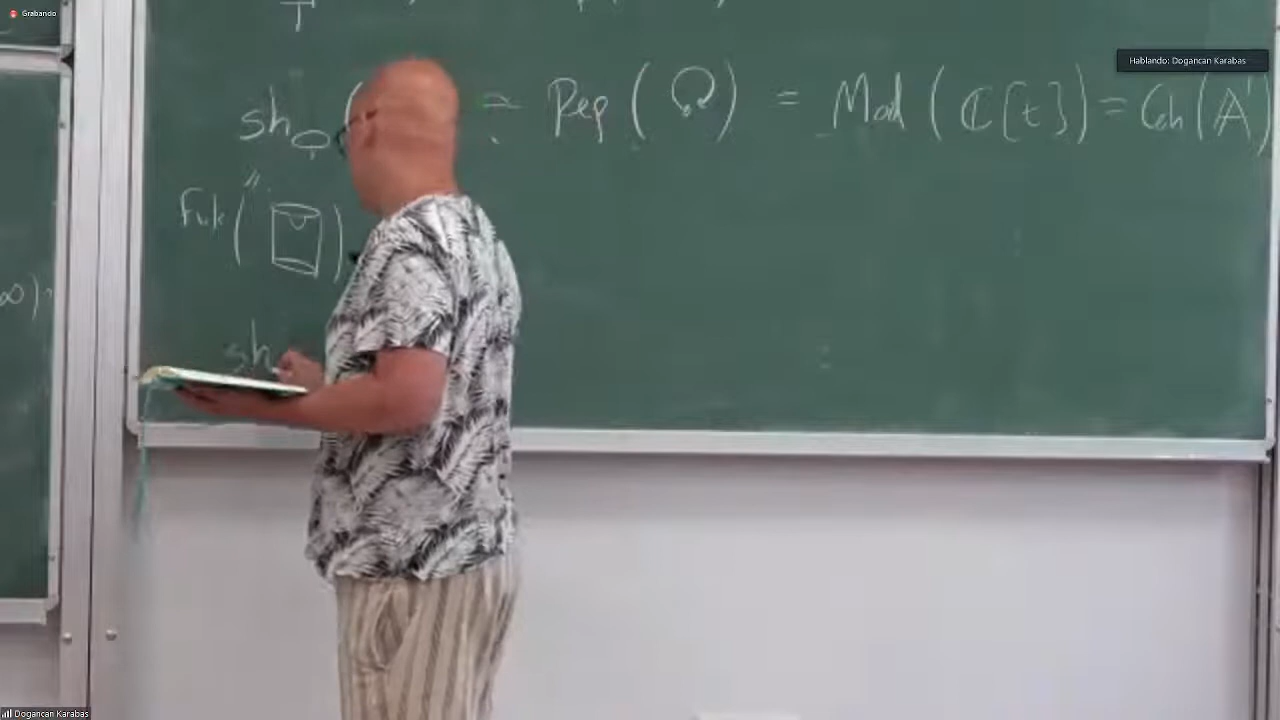 Grabando
Hablando: Dogancan Karabas
sh ( ≃ Rep ( ) = Mod ( ℂ[t] ) = Coh ( 𝔸¹ )
Fuk ( )
∞)
sh
Dogancan Karabas